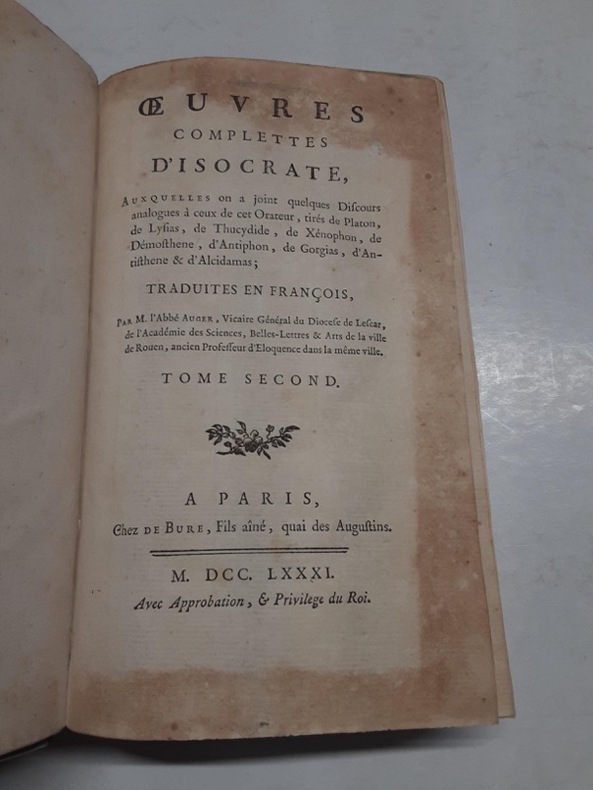 ŒUVRES
COMPLETTES
D'ISOCRATE,
AUXQUELLES on a joint quelques Diſcours
analogues à ceux de cet Orateur, tirés de Platon,
de Lyſias, de Thucydide, de Xénophon, de
Démoſthene, d'Antiphon, de Gorgias, d'An-
tiſthene & d'Alcidamas;
TRADUITES EN FRANÇOIS,
PAR M. l'Abbé AUGER, Vicaire Général du Dioceſe de Leſcar,
de l'Académie des Sciences, Belles-Lettres & Arts de la ville
de Rouen, ancien Profeſſeur d'Eloquence dans la même ville.
TOME SECOND.
A PARIS,
Chez DE BURE, Fils aîné, quai des Auguſtins.
M. DCC. LXXXI.
Avec Approbation, & Privilege du Roi.